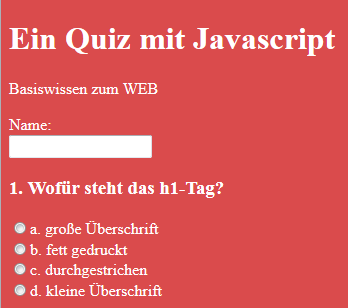 Ein Quiz mit Javascript
Basiswissen zum WEB
Name:
1. Wofür steht das h1-Tag?
a. große Überschrift
b. fett gedruckt
c. durchgestrichen
d. kleine Überschrift